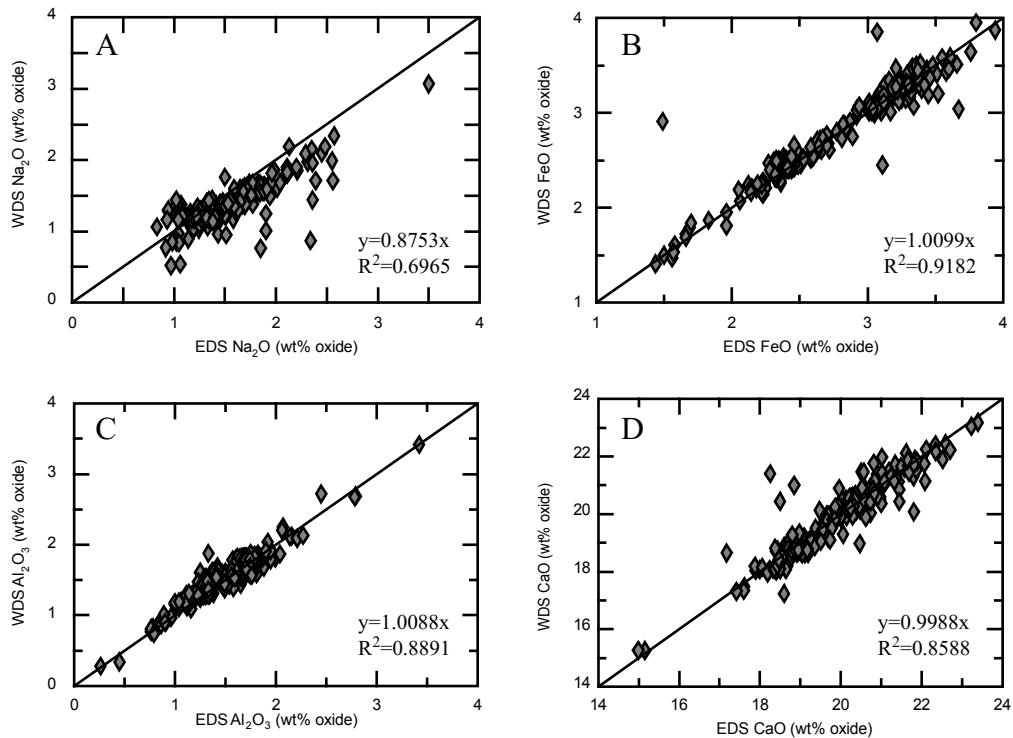 A
4
3
2
1
0
WDS Na₂O (wt% oxide)
y=0.8753x
R²=0.6965
0 1 2 3 4
EDS Na₂O (wt% oxide)
B
4
3
2
1
WDS FeO (wt% oxide)
y=1.0099x
R²=0.9182
1 2 3 4
EDS FeO (wt% oxide)
C
4
3
2
1
0
WDS Al₂O₃ (wt% oxide)
y=1.0088x
R²=0.8891
0 1 2 3 4
EDS Al₂O₃ (wt% oxide)
D
24
22
20
18
16
14
WDS CaO (wt% oxide)
y=0.9988x
R²=0.8588
14 16 18 20 22 24
EDS CaO (wt% oxide)